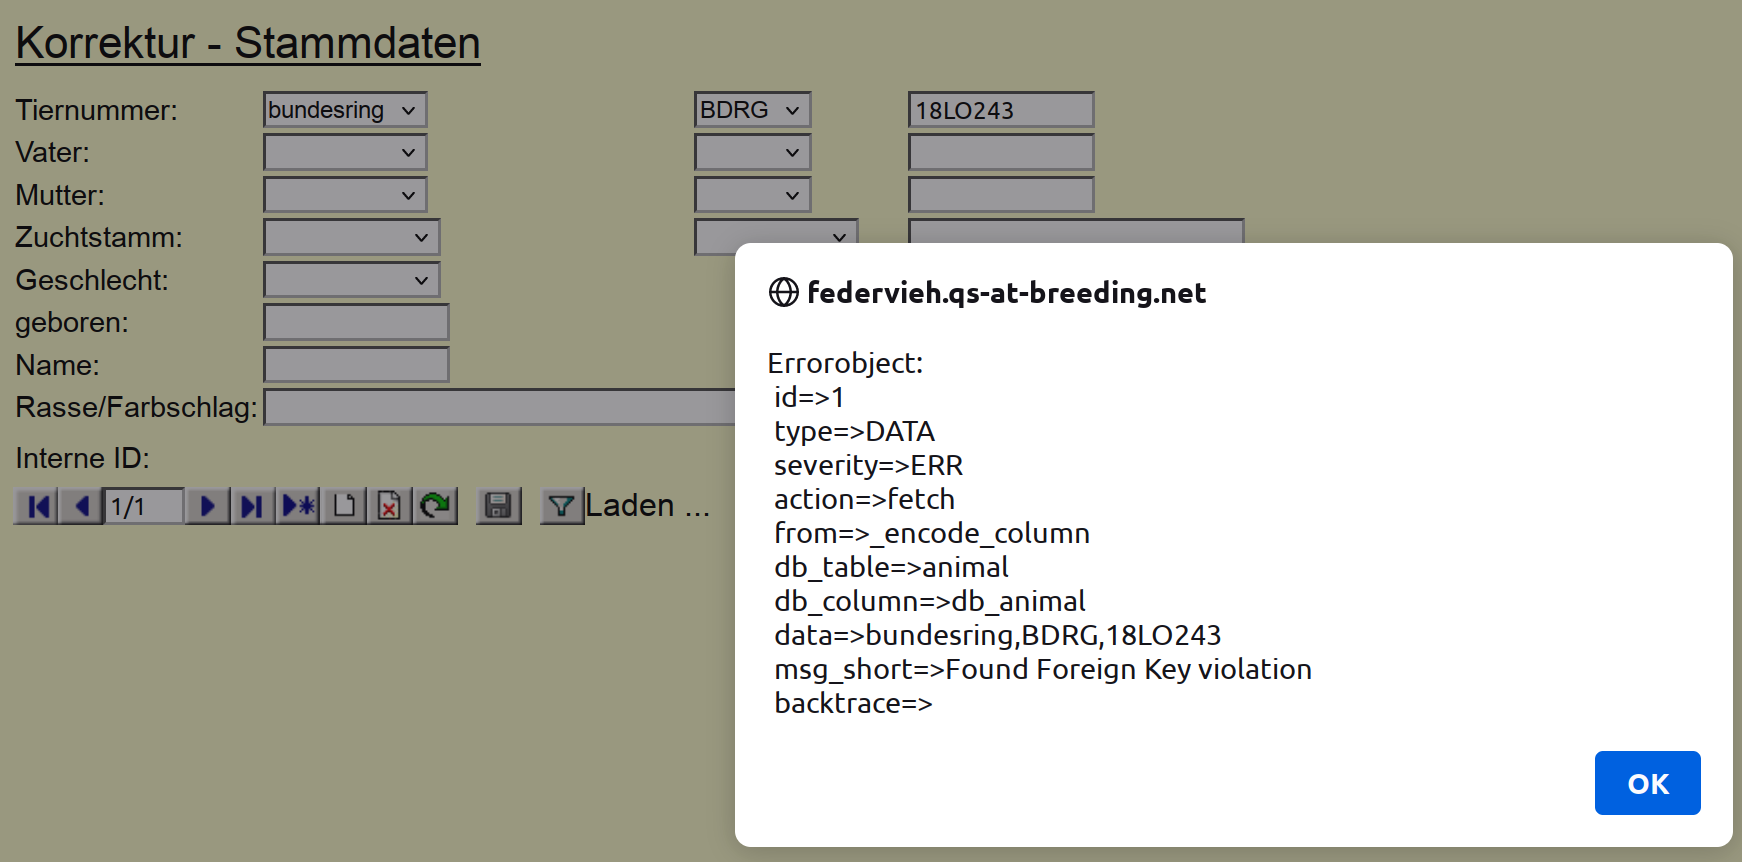 Korrektur - Stammdaten
Tiernummer: bundesring BDRG 18LO243
Vater:
Mutter:
Zuchtstamm:
Geschlecht:
geboren:
Name:
Rasse/Farbschlag:
Interne ID:
1/1 Laden ...
federvieh.qs-at-breeding.net
Errorobject:
id=>1
type=>DATA
severity=>ERR
action=>fetch
from=>_encode_column
db_table=>animal
db_column=>db_animal
data=>bundesring,BDRG,18LO243
msg_short=>Found Foreign Key violation
backtrace=>
OK